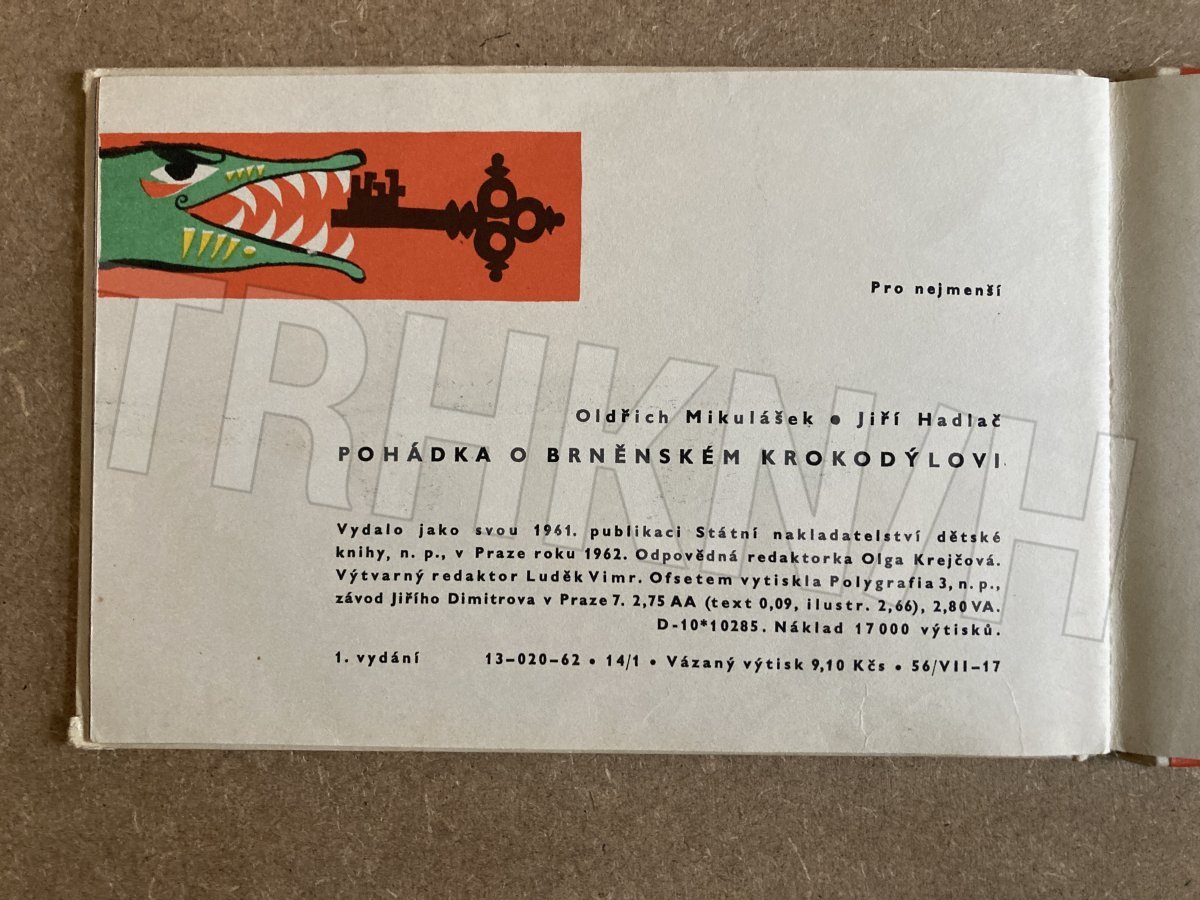 Pro nejmenší
Oldřich Mikulášek • Jiří Hadlač
POHÁDKA O BRNĚNSKÉM KROKODÝLOVI
Vydalo jako svou 1961. publikaci Státní nakladatelství dětské
knihy, n. p., v Praze roku 1962. Odpovědná redaktorka Olga Krejčová.
Výtvarný redaktor Luděk Vimr. Ofsetem vytiskla Polygrafia 3, n. p.,
závod Jiřího Dimitrova v Praze 7. 2,75 AA (text 0,09, ilustr. 2,66), 2,80 VA.
D-10*10285. Náklad 17000 výtisků.
1. vydání 13–020–62 • 14/1 • Vázaný výtisk 9,10 Kčs • 56/VII–17
TRHKNIH